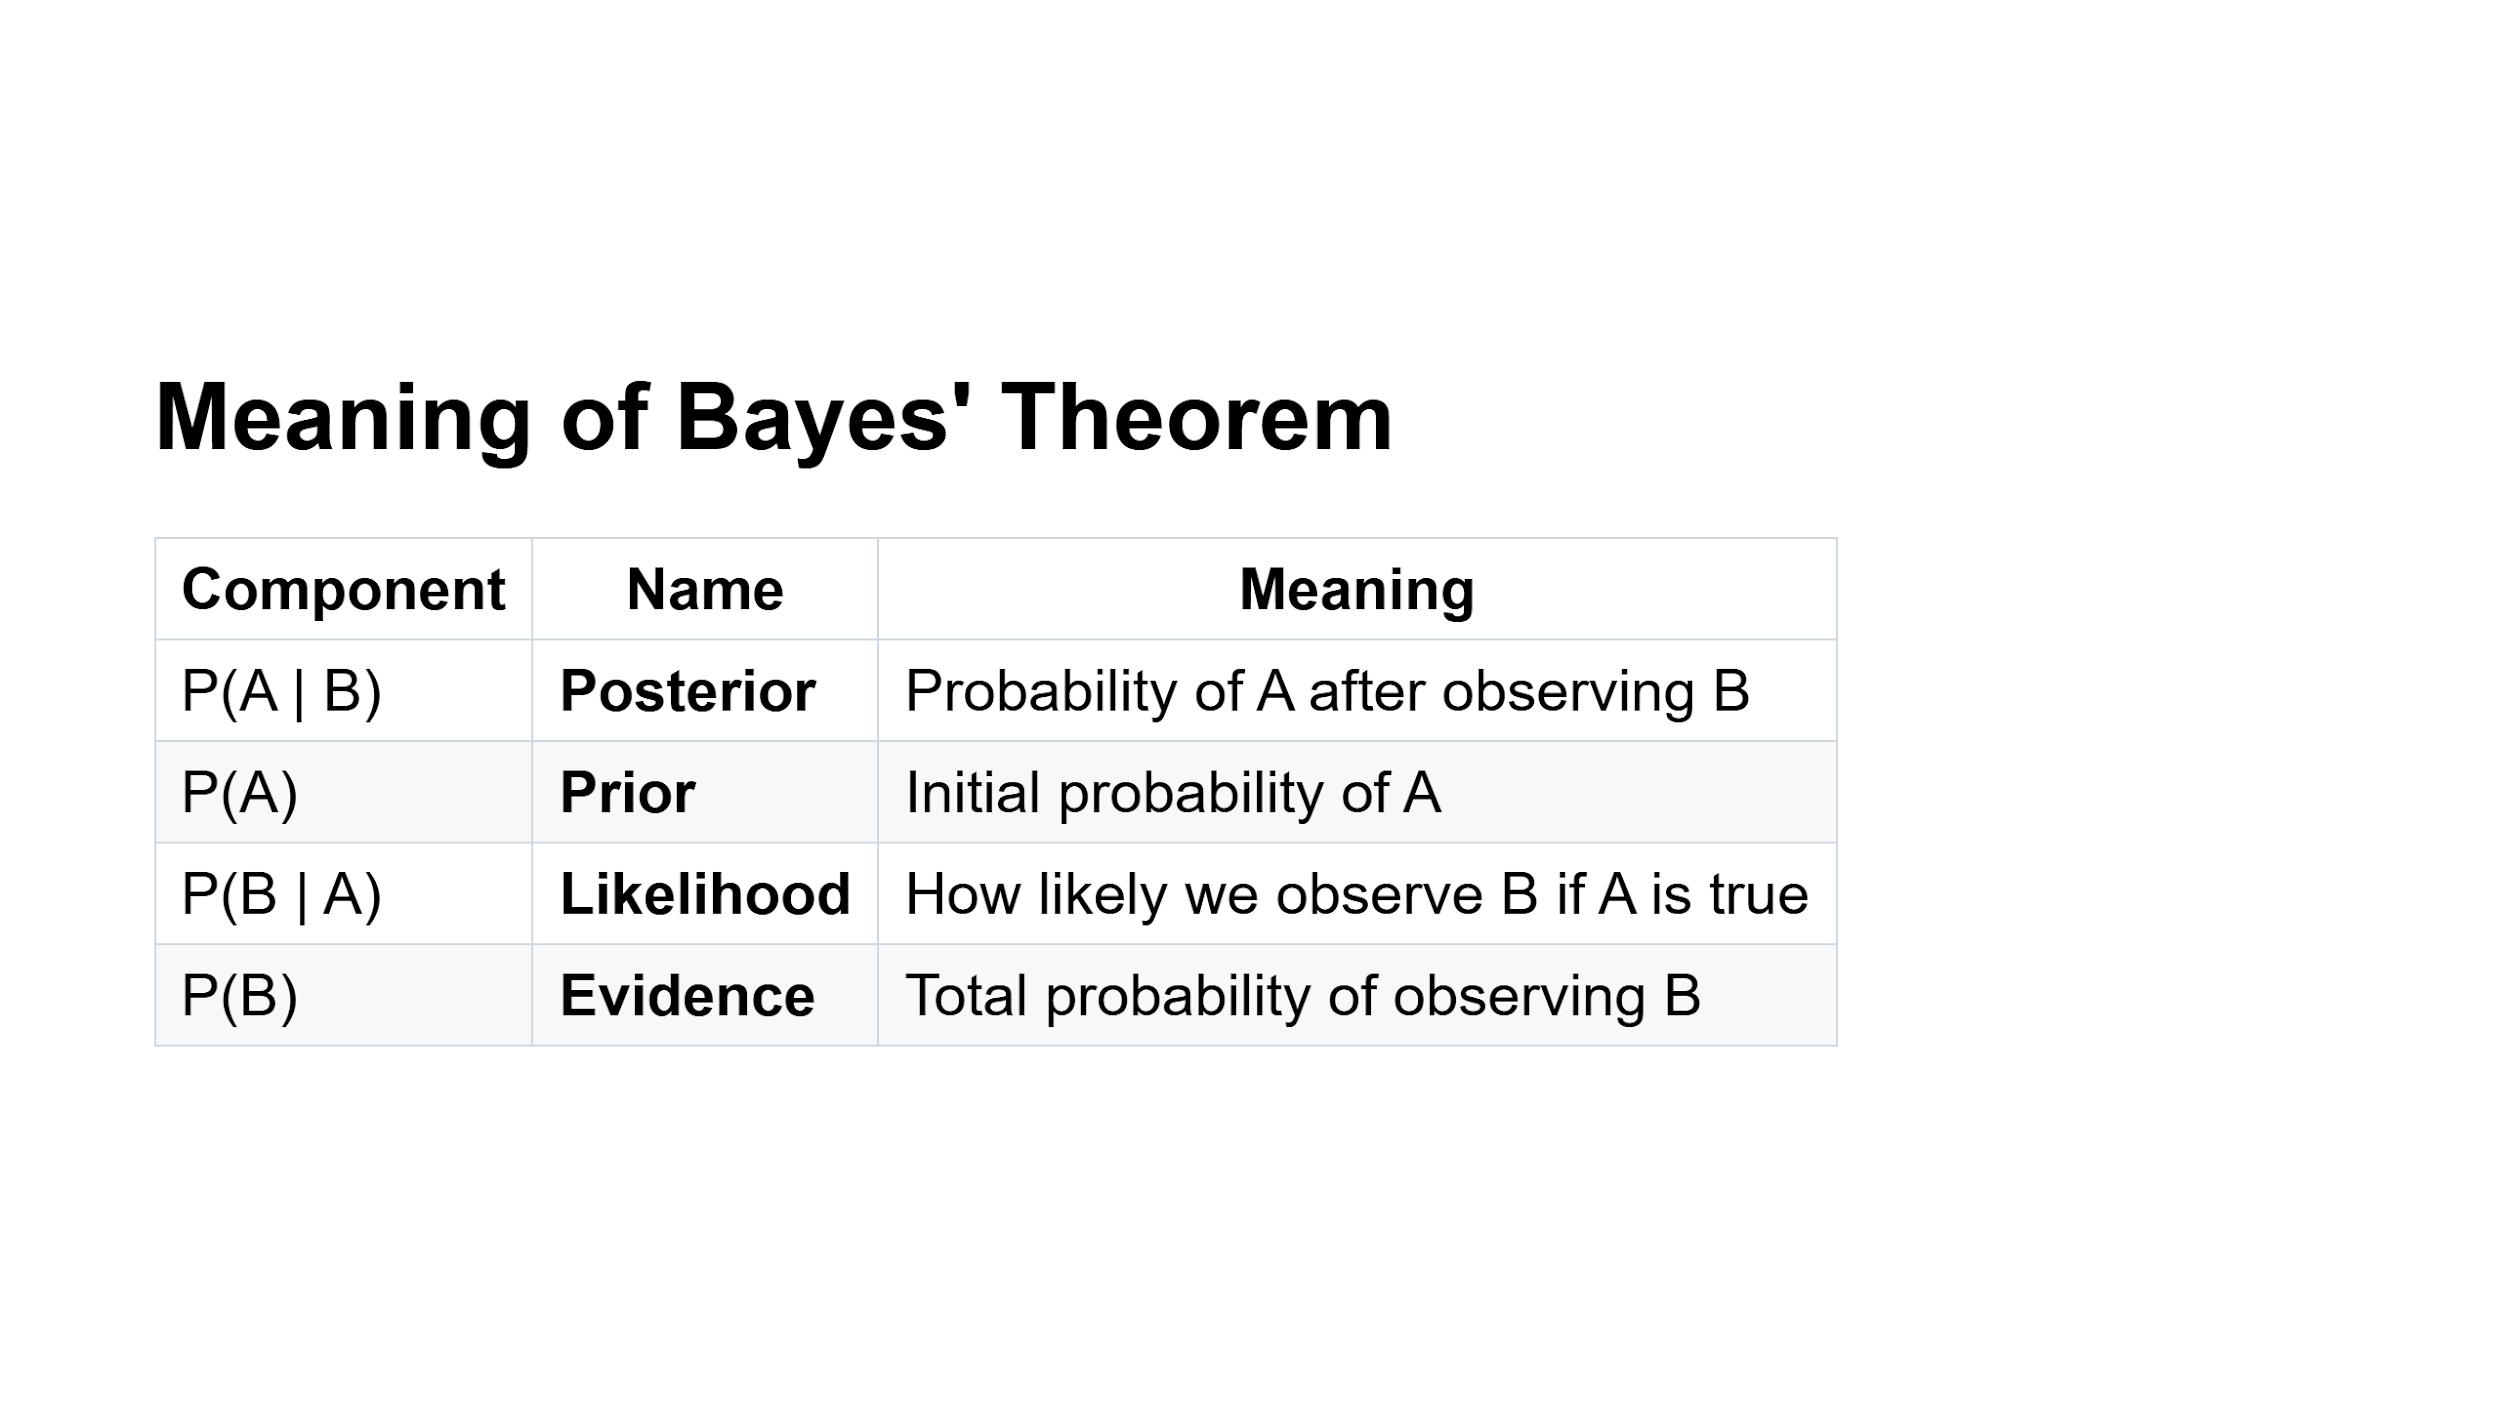 Meaning of Bayes' Theorem
Component Name Meaning
P(A | B) Posterior Probability of A after observing B
P(A) Prior Initial probability of A
P(B | A) Likelihood How likely we observe B if A is true
P(B) Evidence Total probability of observing B